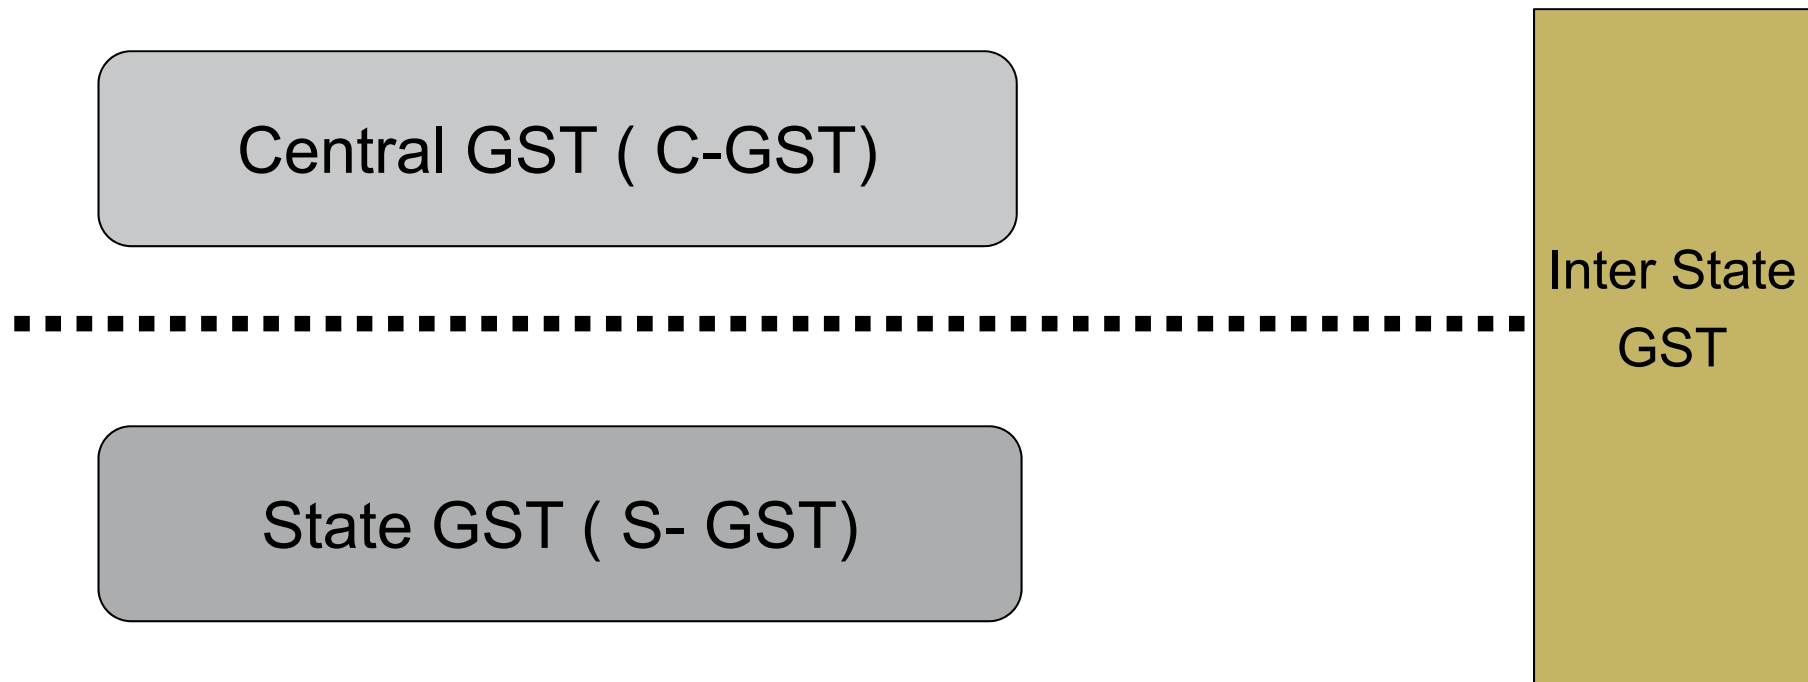 Central GST ( C-GST)
Inter State
GST
State GST ( S- GST)